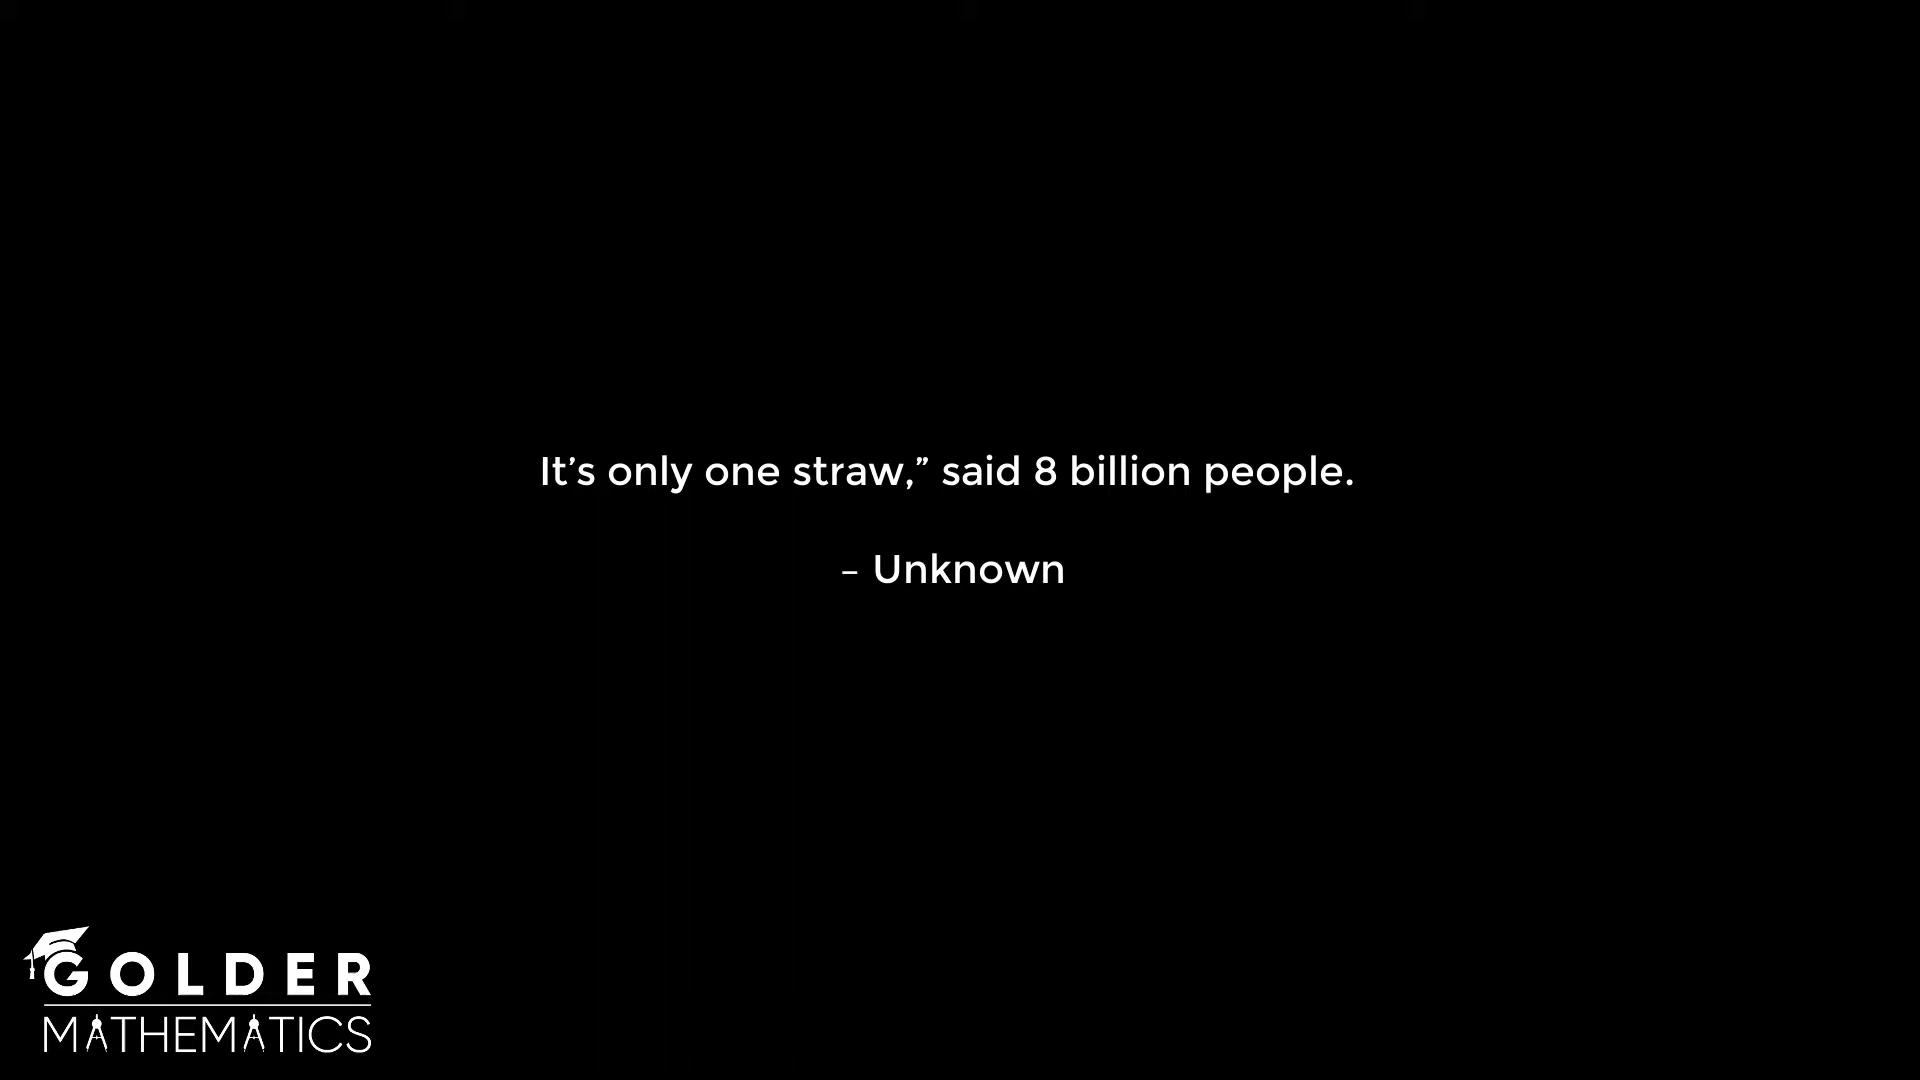 It’s only one straw,” said 8 billion people.
– Unknown
GOLDER
MATHEMATICS